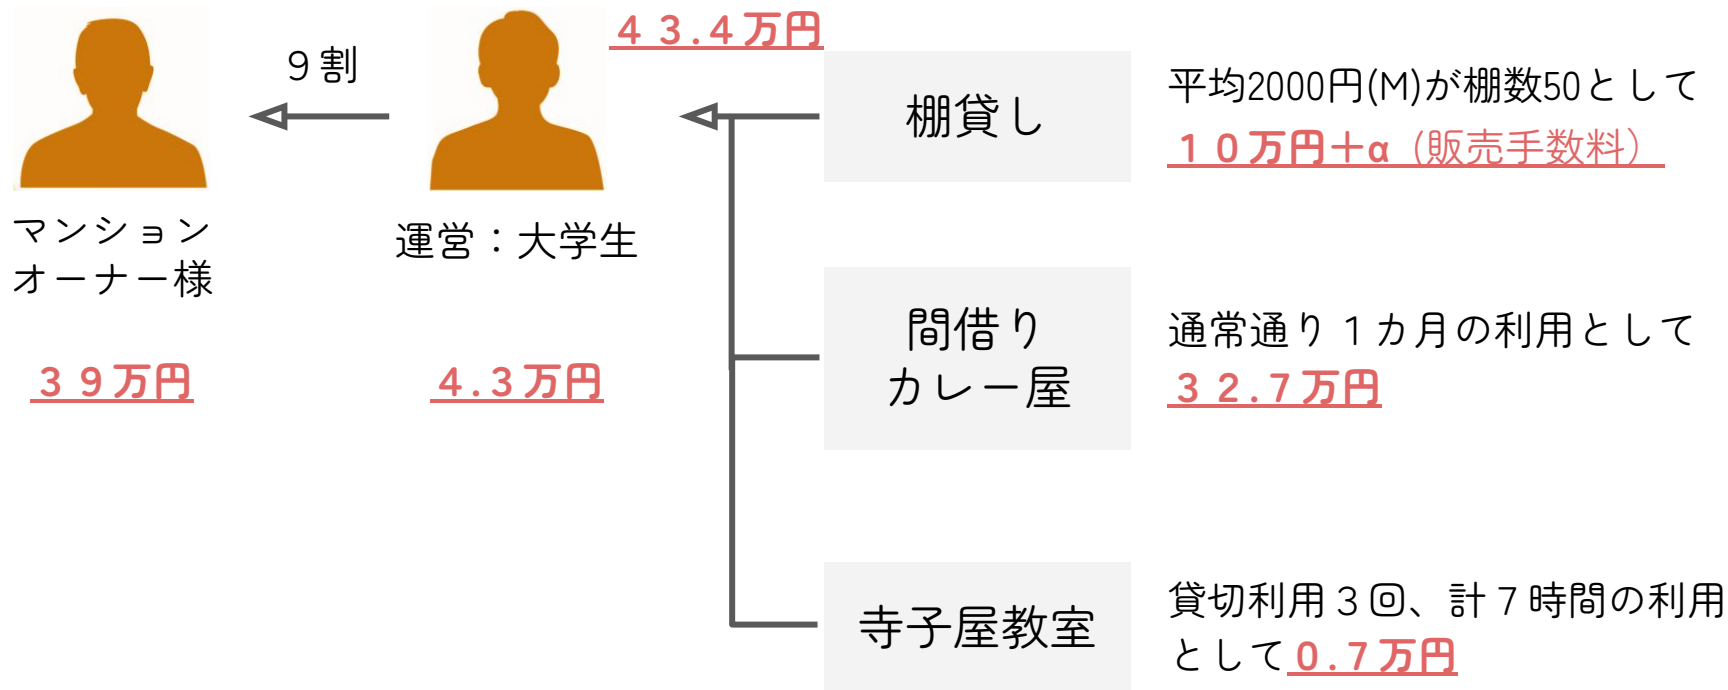 ９割
４３.４万円
マンション
オーナー様
３９万円
運営：大学生
４.３万円
棚貸し
平均2000円(M)が棚数50として
１０万円＋α（販売手数料）
間借り
カレー屋
通常通り１カ月の利用として
３２.７万円
寺子屋教室
貸切利用３回、計７時間の利用
として０.７万円